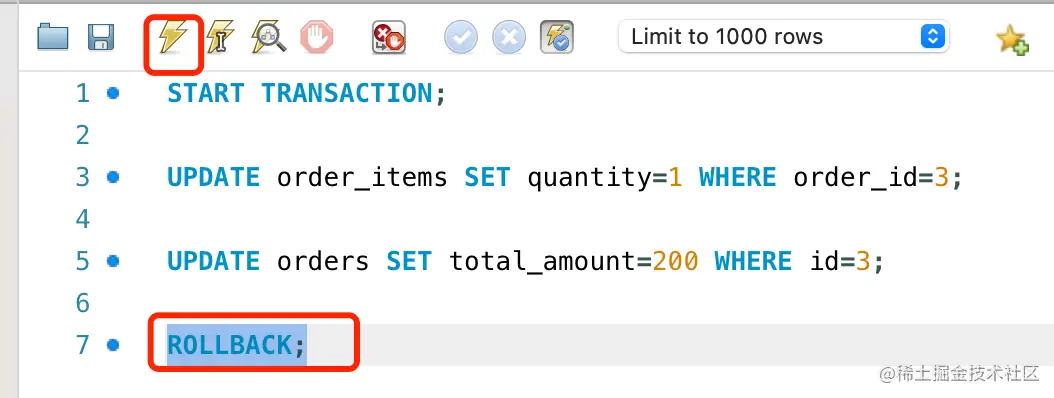 Limit to 1000 rows
1 START TRANSACTION;
2
3 UPDATE order_items SET quantity=1 WHERE order_id=3;
4
5 UPDATE orders SET total_amount=200 WHERE id=3;
6
7 ROLLBACK;
@稀土掘金技术社区